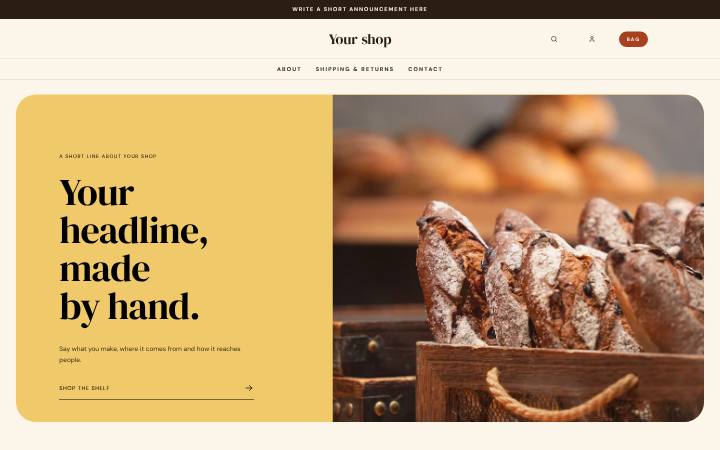 WRITE A SHORT ANNOUNCEMENT HERE
Your shop
BAG
ABOUT SHIPPING & RETURNS CONTACT
A SHORT LINE ABOUT YOUR SHOP
Your
headline,
made
by hand.
Say what you make, where it comes from and how it reaches
people.
SHOP THE SHELF